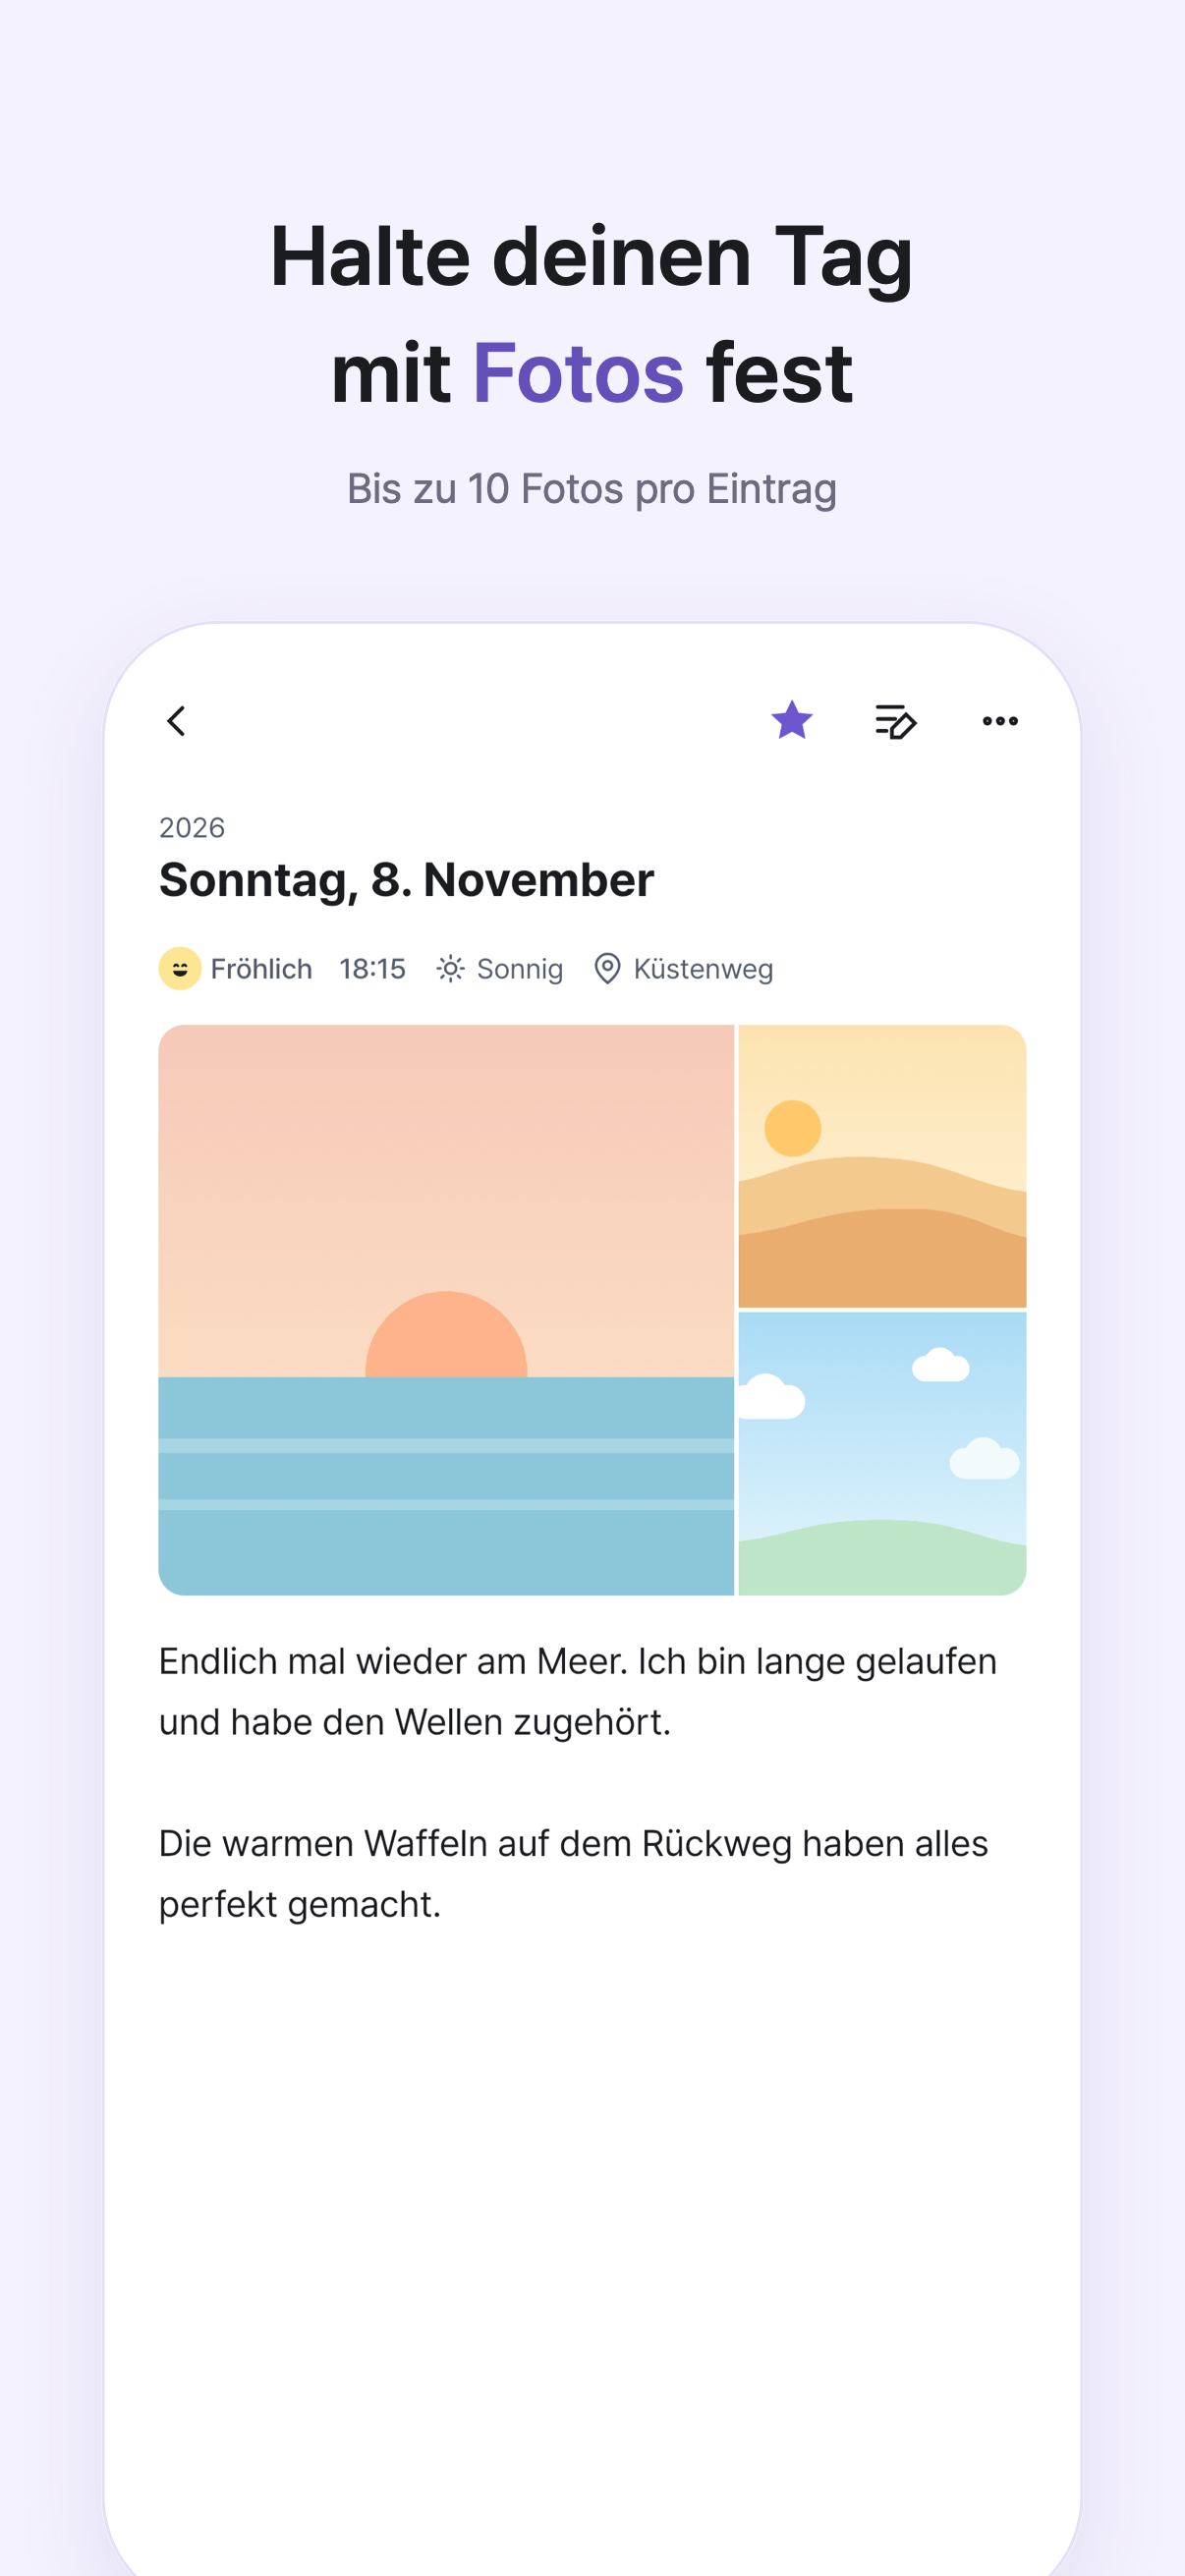 Halte deinen Tag
mit Fotos fest
Bis zu 10 Fotos pro Eintrag
2026
Sonntag, 8. November
Fröhlich 18:15 Sonnig Küstenweg
Endlich mal wieder am Meer. Ich bin lange gelaufen
und habe den Wellen zugehört.
Die warmen Waffeln auf dem Rückweg haben alles
perfekt gemacht.